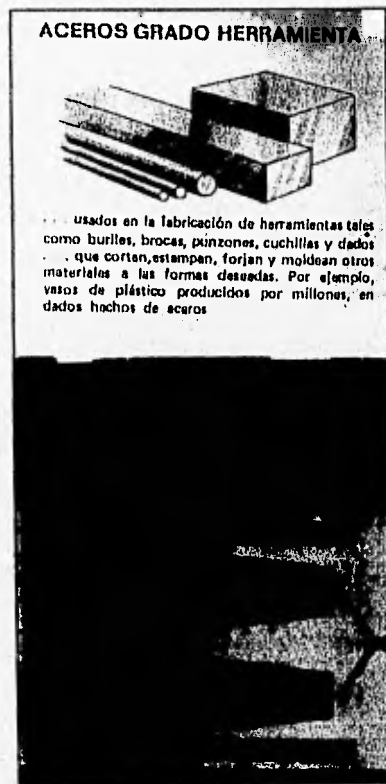 ACEROS GRADO HERRAMIENTA
. . . usados en la fabricación de herramientas tales
como buriles, brocas, punzones, cuchillas y dados
. . . que cortan, estampan, forjan y moldean otros
materiales a las formas deseadas. Por ejemplo,
vasos de plástico producidos por millones, en
dados hechos de aceros